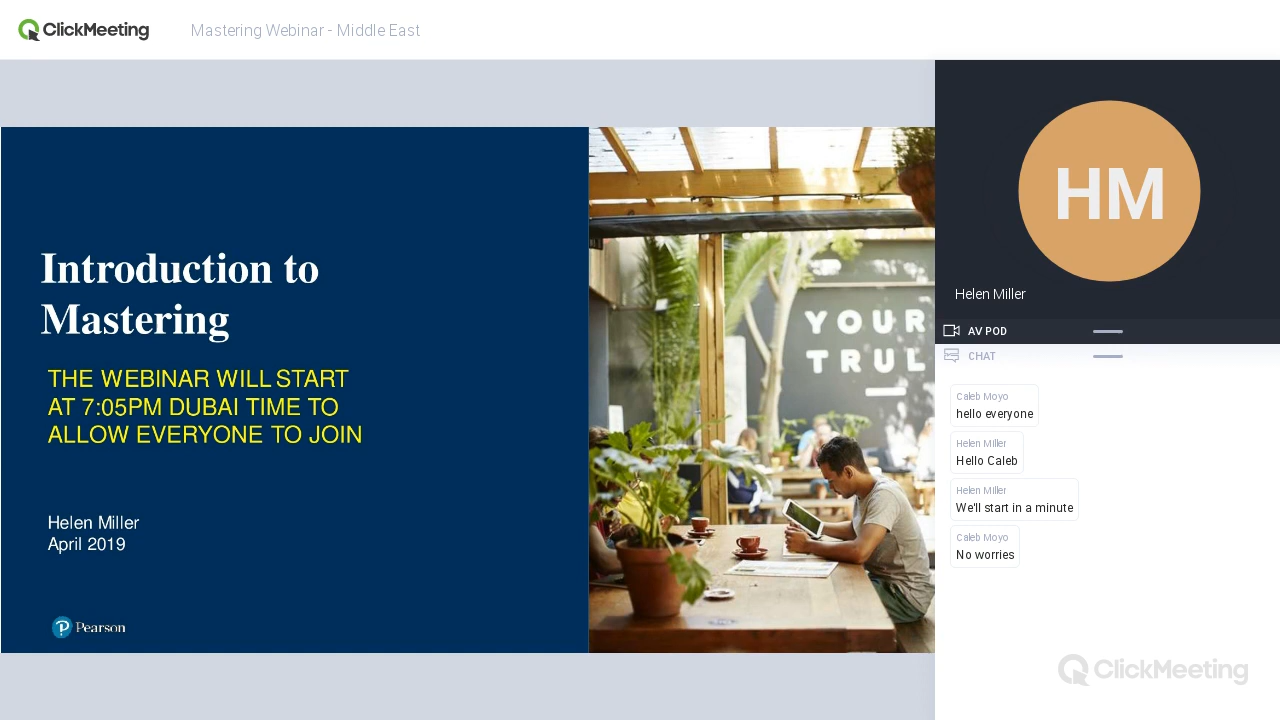 ClickMeeting
Mastering Webinar - Middle East
Introduction to
Mastering
THE WEBINAR WILL START
AT 7:05PM DUBAI TIME TO
ALLOW EVERYONE TO JOIN
Helen Miller
April 2019
Pearson
YOUR
TRUL
HM
Helen Miller
AV POD
CHAT
Caleb Moyo
hello everyone
Helen Miller
Hello Caleb
Helen Miller
We'll start in a minute
Caleb Moyo
No worries
ClickMeeting